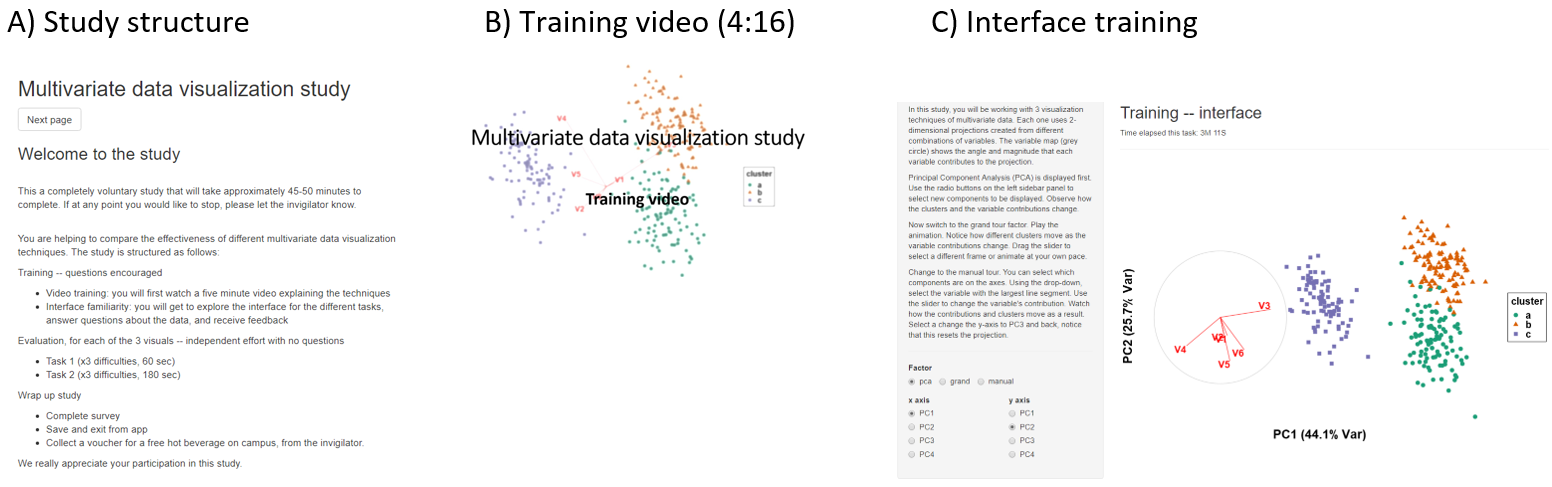 A) Study structure
Multivariate data visualization study
Next page
Welcome to the study
This a completely voluntary study that will take approximately 45-50 minutes to
complete. If at any point you would like to stop, please let the invigilator know.
You are helping to compare the effectiveness of different multivariate data visualization
techniques. The study is structured as follows:
Training -- questions encouraged
• Video training: you will first watch a five minute video explaining the techniques
• Interface familiarity: you will get to explore the interface for the different tasks,
answer questions about the data, and receive feedback
Evaluation, for each of the 3 visuals -- independent effort with no questions
• Task 1 (x3 difficulties, 60 sec)
• Task 2 (x3 difficulties, 180 sec)
Wrap up study
• Complete survey
• Save and exit from app
• Collect a voucher for a free hot beverage on campus, from the invigilator.
We really appreciate your participation in this study.
B) Training video (4:16)
V4
Multivariate data visualization study
V5
V1
Training video
V2
cluster
a
b
c
C) Interface training
In this study, you will be working with 3 visualization
techniques of multivariate data. Each one uses 2-
dimensional projections created from different
combinations of variables. The variable map (grey
circle) shows the angle and magnitude that each
variable contributes to the projection.
Principal Component Analysis (PCA) is displayed first.
Use the radio buttons on the left sidebar panel to
select new components to be displayed. Observe how
the clusters and the variable contributions change.
Now switch to the grand tour factor. Play the
animation. Notice how different clusters move as the
variable contributions change. Drag the slider to
select a different frame or animate at your own pace.
Change to the manual tour. You can select which
components are on the axes. Using the drop-down,
select the variable with the largest line segment. Use
the slider to change the variable's contribution. Watch
how the contributions and clusters move as a result.
Select a change the y-axis to PC3 and back, notice
that this resets the projection.
Factor
pca grand manual
x axis y axis
PC1 PC1
PC2 PC2
PC3 PC3
PC4 PC4
Training -- interface
Time elapsed this task: 3M 11S
PC2 (25.7% Var)
V3
V4
V6
V5
cluster
a
b
c
PC1 (44.1% Var)